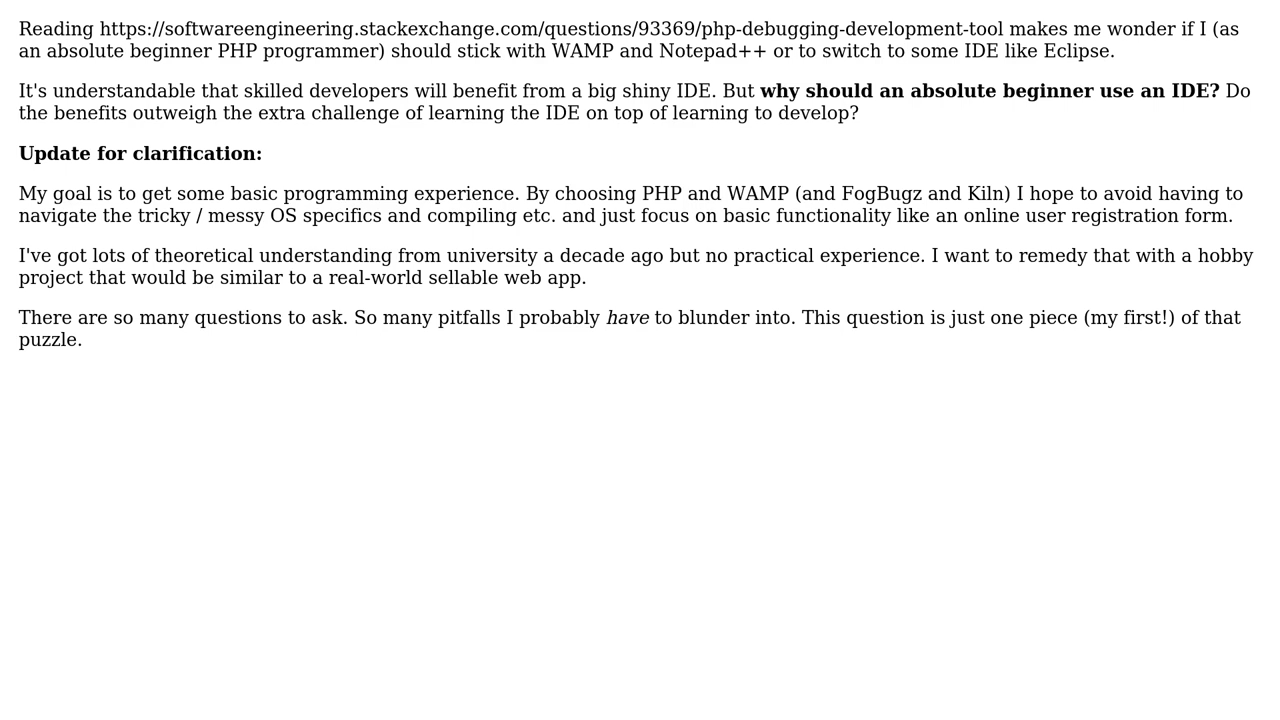 Reading https://softwareengineering.stackexchange.com/questions/93369/php-debugging-development-tool makes me wonder if I (as
an absolute beginner PHP programmer) should stick with WAMP and Notepad++ or to switch to some IDE like Eclipse.
It's understandable that skilled developers will benefit from a big shiny IDE. But why should an absolute beginner use an IDE? Do
the benefits outweigh the extra challenge of learning the IDE on top of learning to develop?
Update for clarification:
My goal is to get some basic programming experience. By choosing PHP and WAMP (and FogBugz and Kiln) I hope to avoid having to
navigate the tricky / messy OS specifics and compiling etc. and just focus on basic functionality like an online user registration form.
I've got lots of theoretical understanding from university a decade ago but no practical experience. I want to remedy that with a hobby
project that would be similar to a real-world sellable web app.
There are so many questions to ask. So many pitfalls I probably have to blunder into. This question is just one piece (my first!) of that
puzzle.